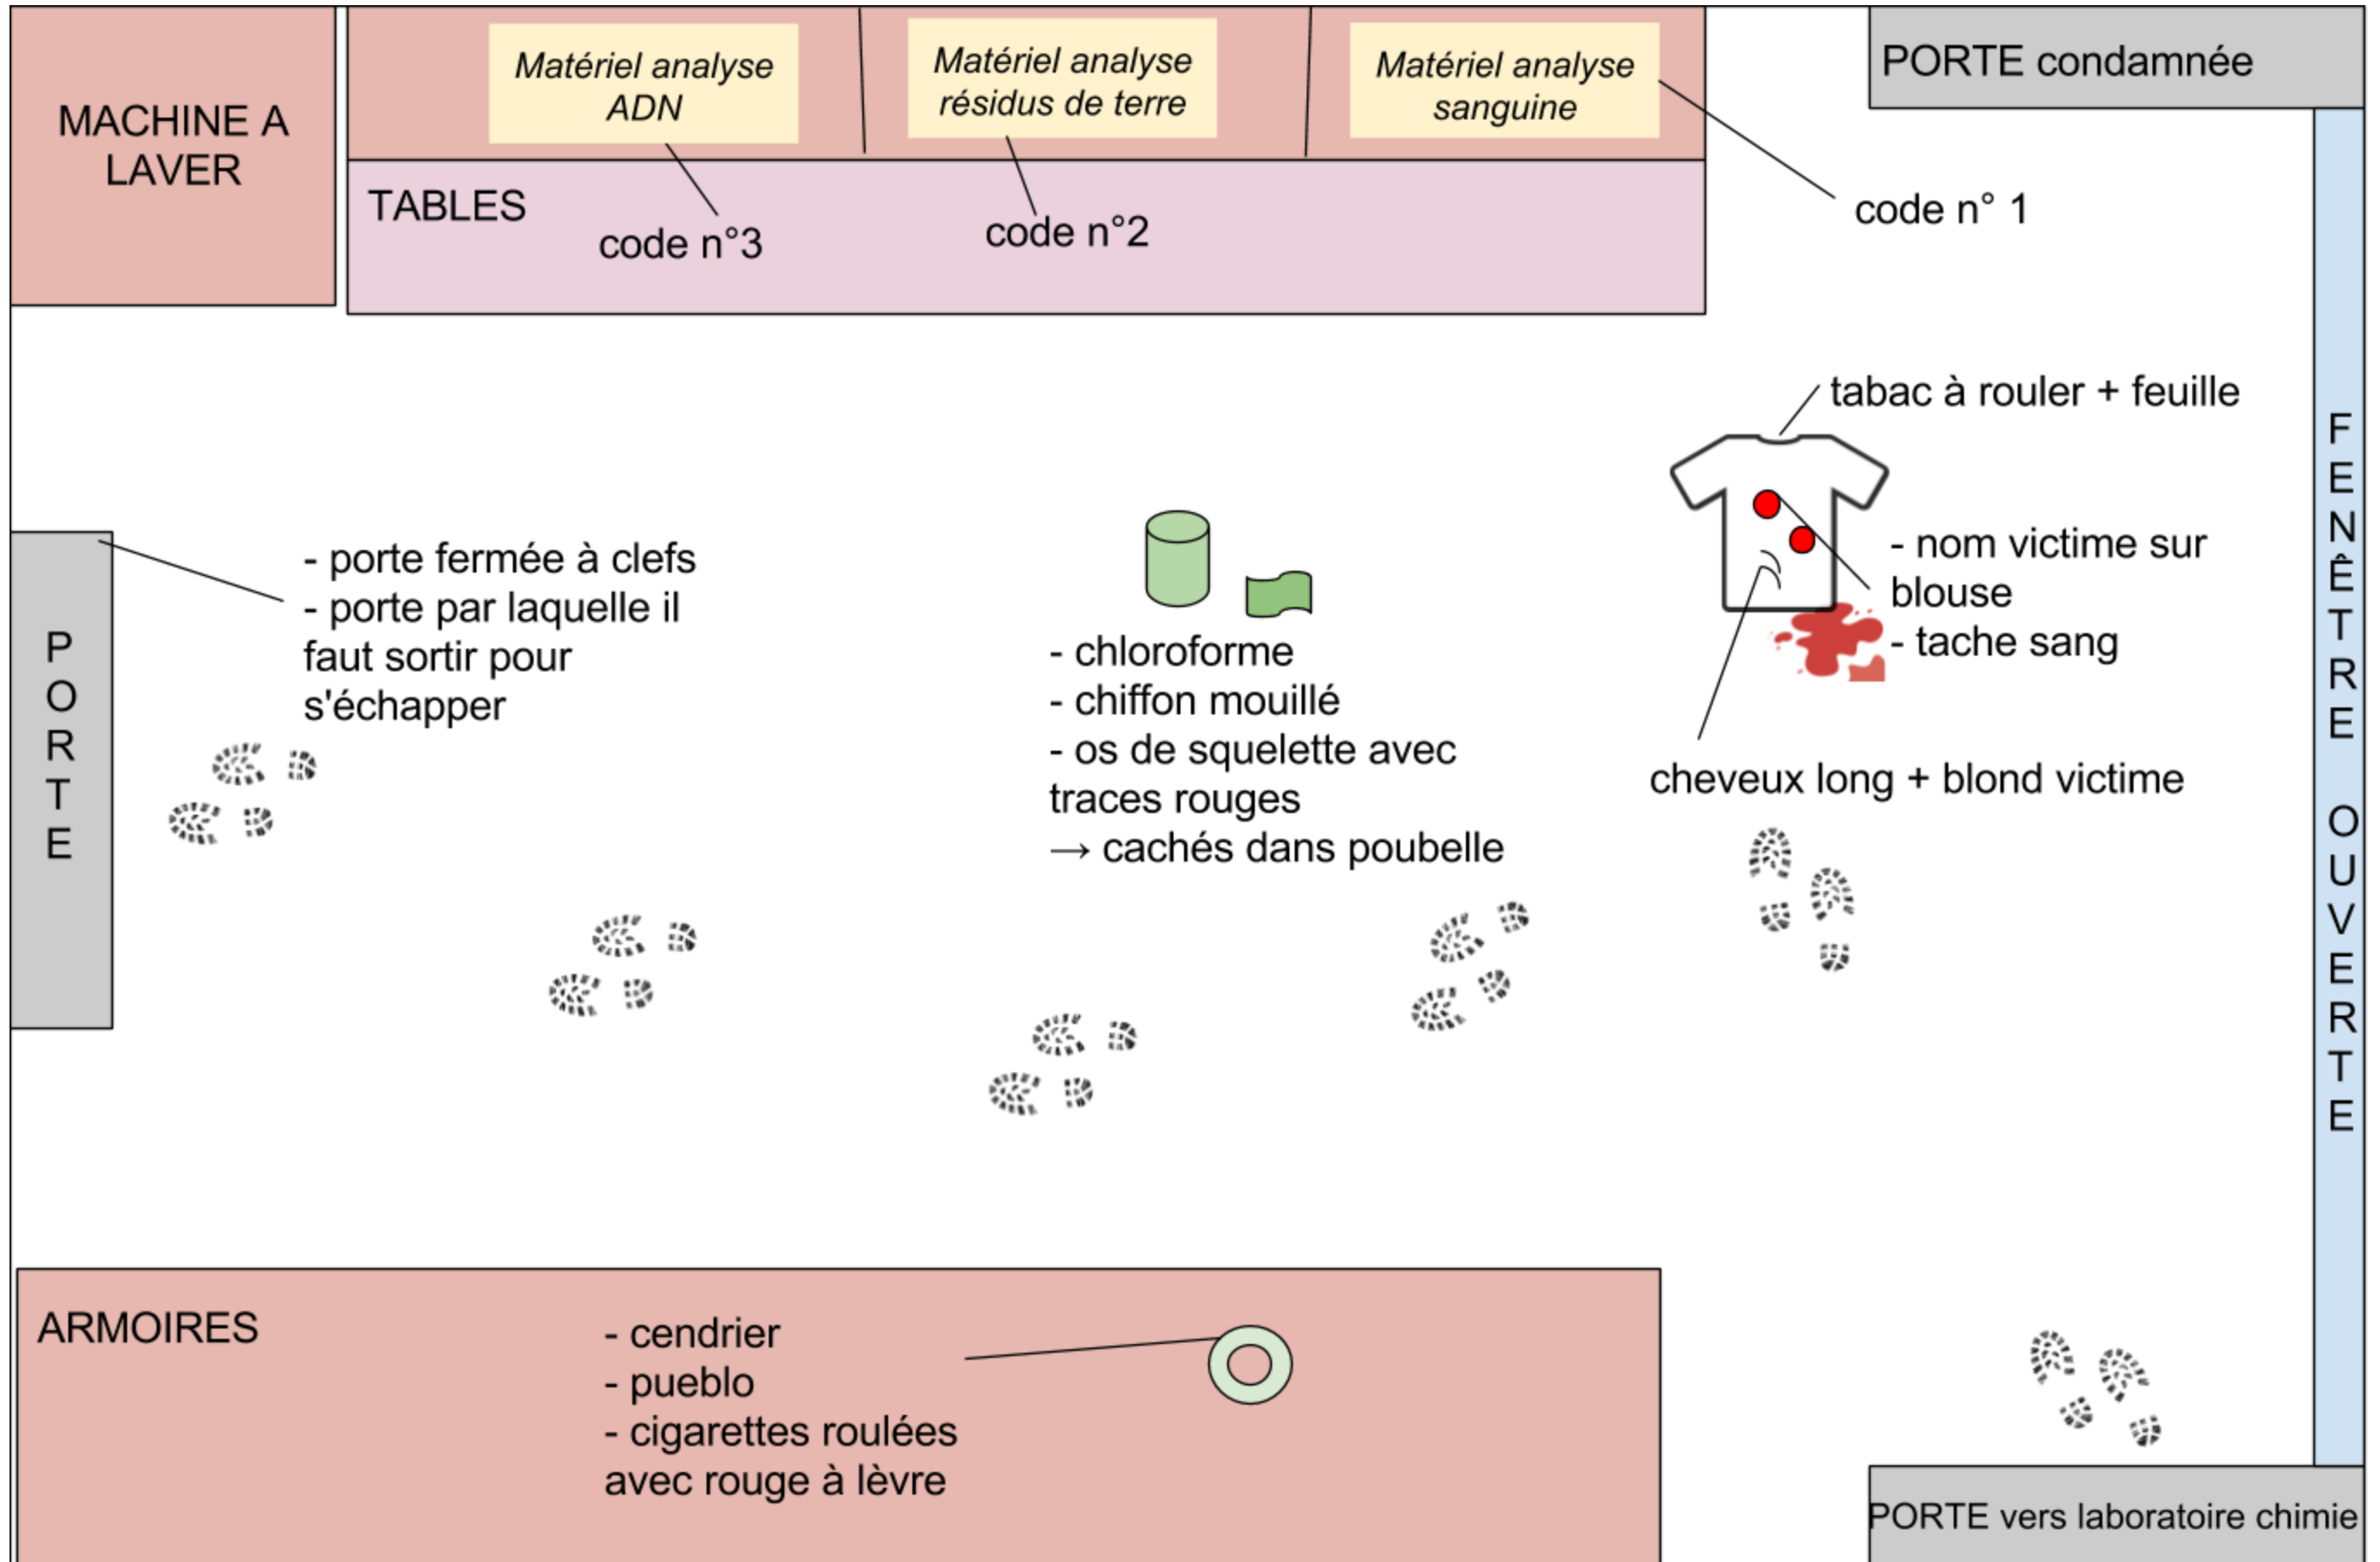 MACHINE A
LAVER
Matériel analyse
ADN
Matériel analyse
résidus de terre
Matériel analyse
sanguine
PORTE condamnée
TABLES
code n°3
code n°2
code n° 1
tabac à rouler + feuille
- nom victime sur
blouse
- tache sang
cheveux long + blond victime
- porte fermée à clefs
- porte par laquelle il
faut sortir pour
s'échapper
PORTE
- chloroforme
- chiffon mouillé
- os de squelette avec
traces rouges
→ cachés dans poubelle
FENÊTRE OUVERTE
ARMOIRES
- cendrier
- pueblo
- cigarettes roulées
avec rouge à lèvre
PORTE vers laboratoire chimie